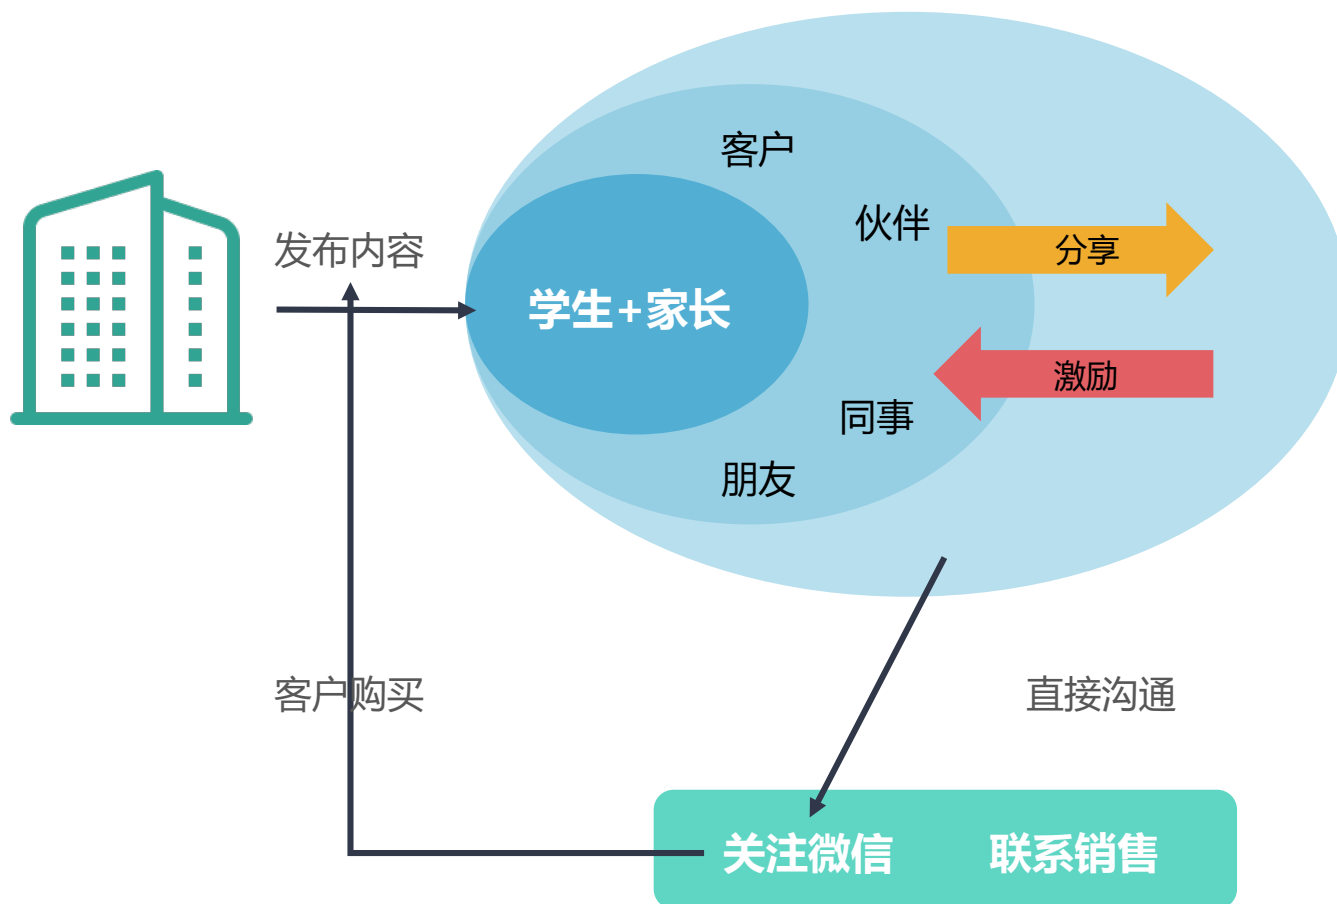 客户
伙伴
发布内容
分享
学生+家长
激励
同事
朋友
客户购买
直接沟通
关注微信
联系销售